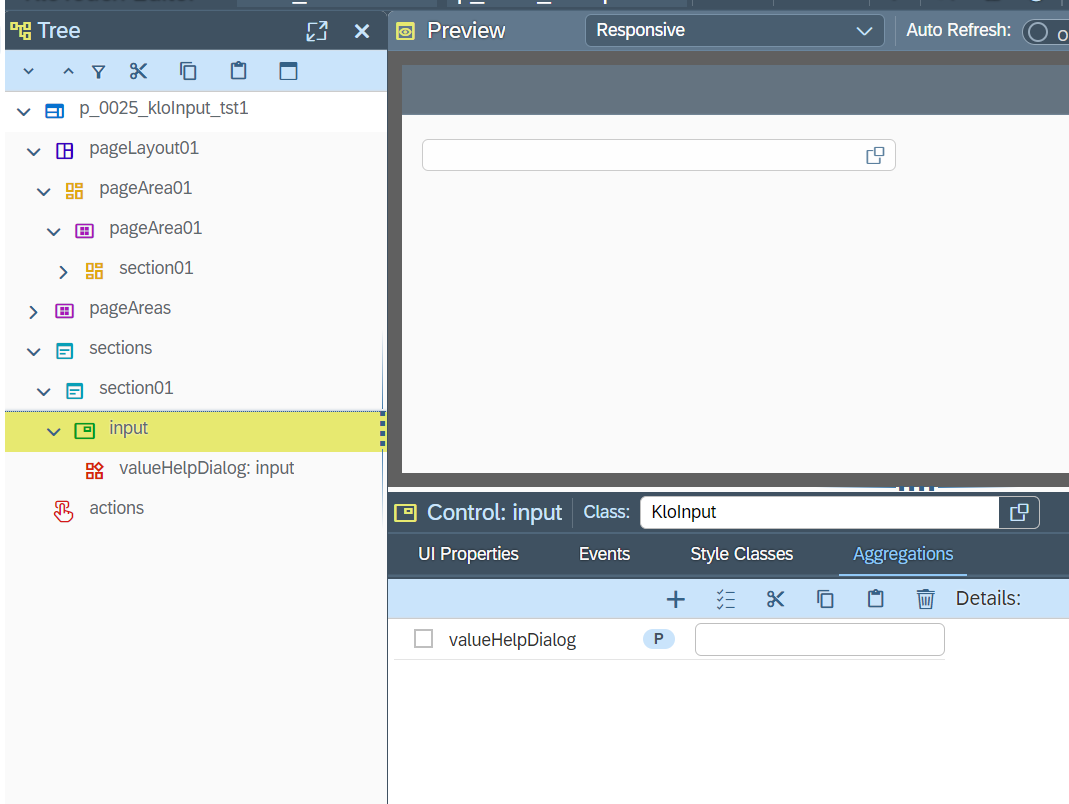 Tree
Preview
Responsive
Auto Refresh:
p_0025_kloInput_tst1
pageLayout01
pageArea01
pageArea01
section01
pageAreas
sections
section01
input
valueHelpDialog: input
actions
Control: input
Class:
KloInput
UI Properties
Events
Style Classes
Aggregations
Details:
valueHelpDialog
P